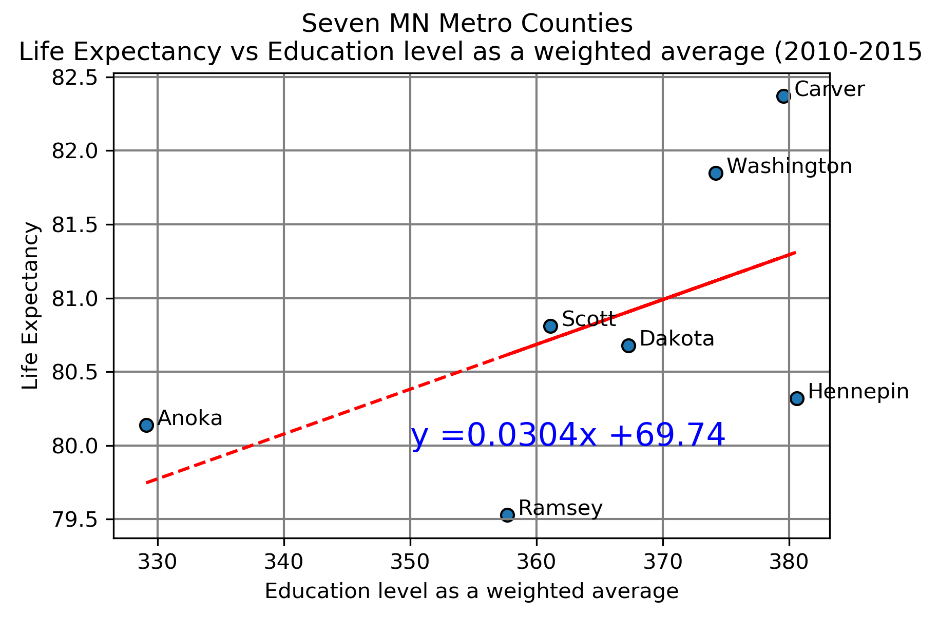 Seven MN Metro Counties
Life Expectancy vs Education level as a weighted average (2010-2015
82.5
82.0
81.5
81.0
80.5
80.0
79.5
Life Expectancy
Carver
Washington
Scott
Dakota
Hennepin
Anoka
y =0.0304x +69.74
Ramsey
330 340 350 360 370 380
Education level as a weighted average